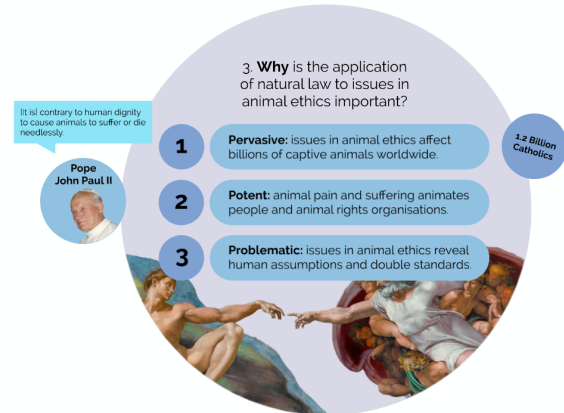 3. Why is the application
of natural law to issues in
animal ethics important?
[It is] contrary to human dignity
to cause animals to suffer or die
needlessly.
Pope
John Paul II
1
Pervasive: issues in animal ethics affect
billions of captive animals worldwide.
1.2 Billion
Catholics
2
Potent: animal pain and suffering animates
people and animal rights organisations.
3
Problematic: issues in animal ethics reveal
human assumptions and double standards.